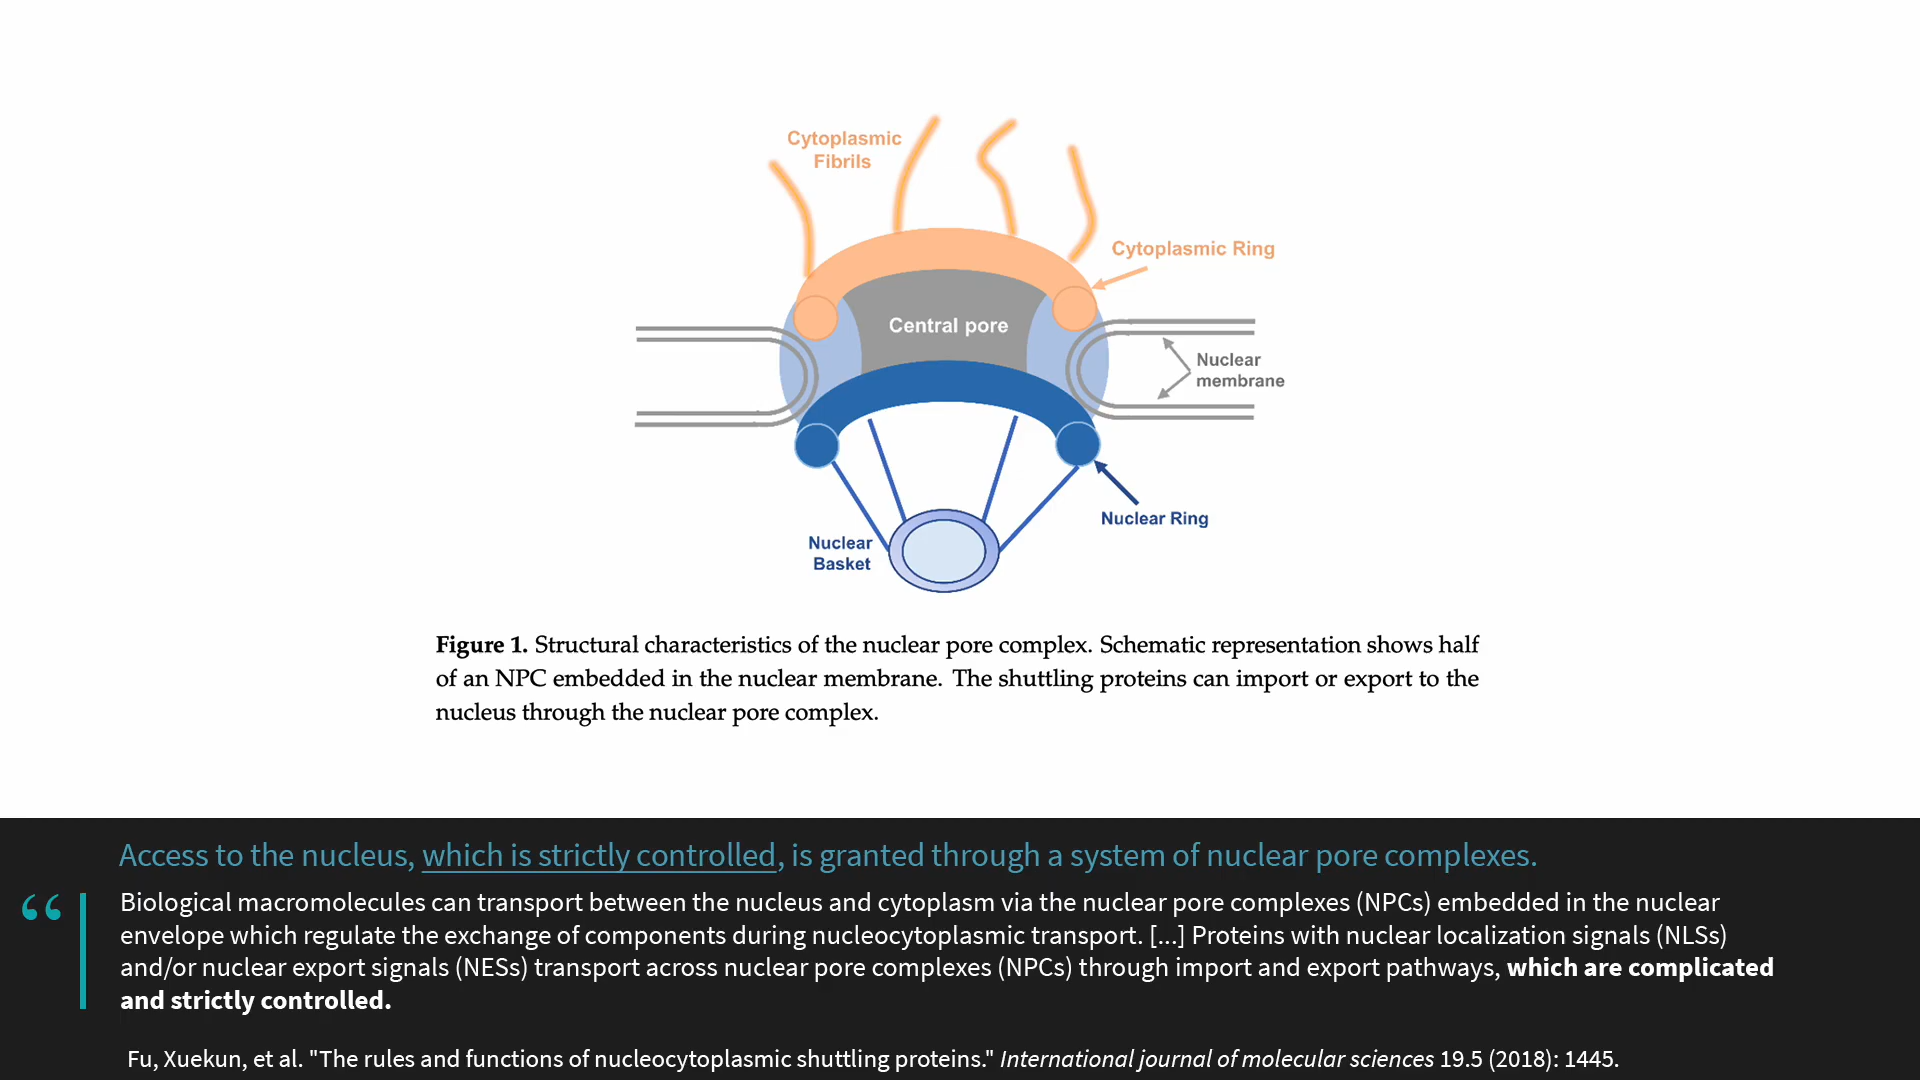 Cytoplasmic
Fibrils
Cytoplasmic Ring
Central pore
Nuclear
membrane
Nuclear Ring
Nuclear
Basket
Figure 1. Structural characteristics of the nuclear pore complex. Schematic representation shows half
of an NPC embedded in the nuclear membrane. The shuttling proteins can import or export to the
nucleus through the nuclear pore complex.
Access to the nucleus, which is strictly controlled, is granted through a system of nuclear pore complexes.
“ Biological macromolecules can transport between the nucleus and cytoplasm via the nuclear pore complexes (NPCs) embedded in the nuclear
envelope which regulate the exchange of components during nucleocytoplasmic transport. [...] Proteins with nuclear localization signals (NLSs)
and/or nuclear export signals (NESs) transport across nuclear pore complexes (NPCs) through import and export pathways, which are complicated
and strictly controlled.
Fu, Xuekun, et al. "The rules and functions of nucleocytoplasmic shuttling proteins." International journal of molecular sciences 19.5 (2018): 1445.